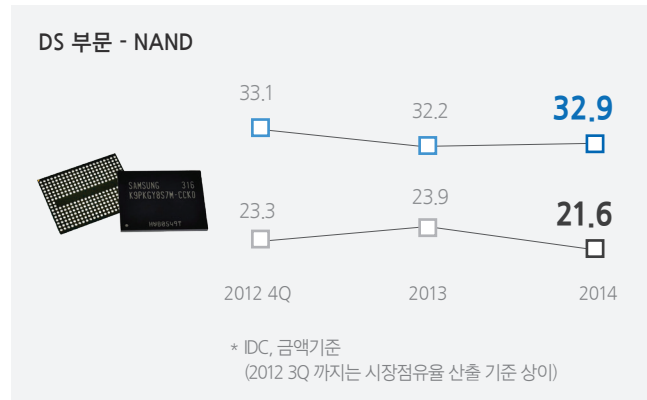 DS 부문 - NAND
33.1
32.2
32.9
SAMSUNG 316
K9PKGY8S7M-CCK0
23.3
23.9
21.6
2012 4Q
2013
2014
* IDC, 금액기준
(2012 3Q 까지는 시장점유율 산출 기준 상이)